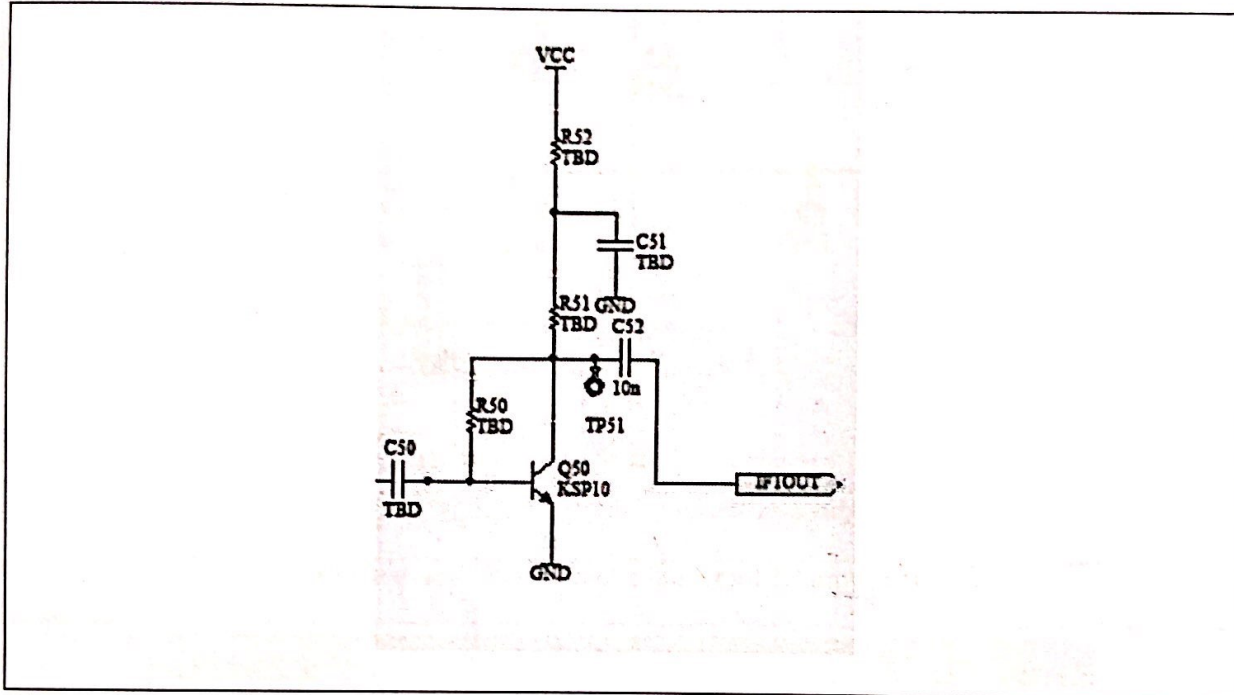 VCC
R52
TBD
C51
TBD
GND
R51
TBD
C52
10n
TP51
R50
TBD
C50
TBD
Q50
KSP10
GND
IF1OUT